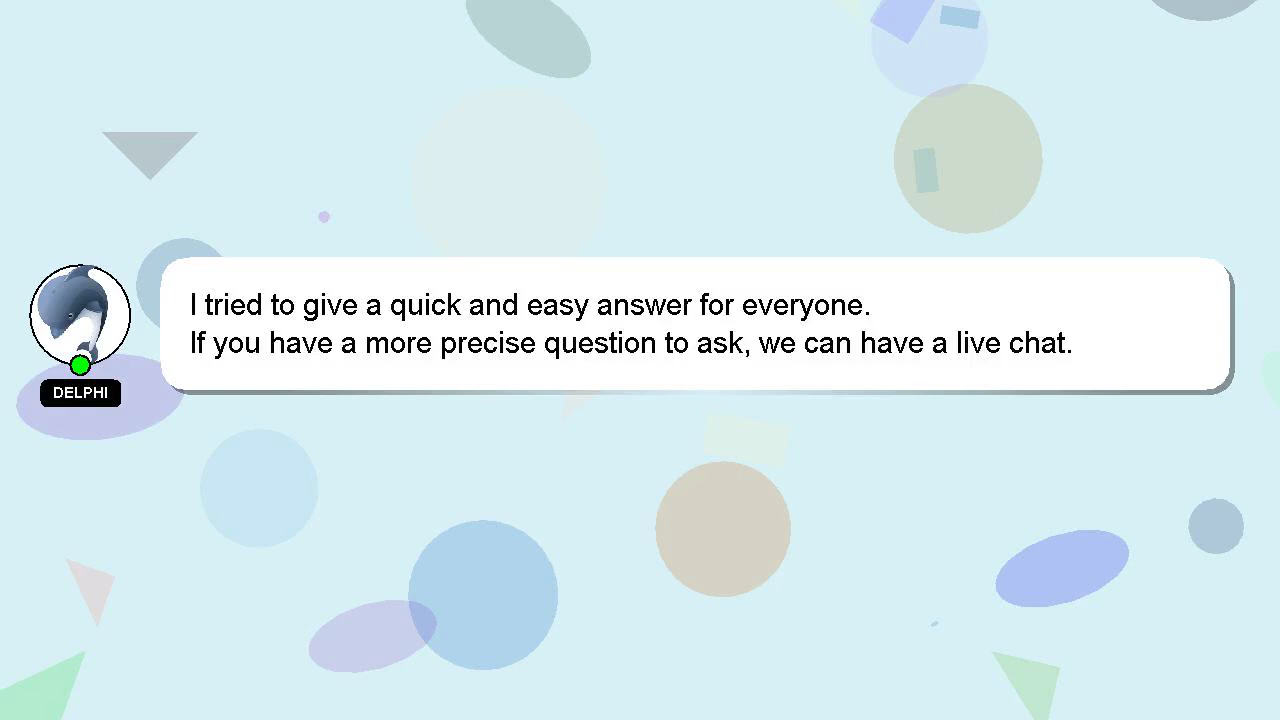 I tried to give a quick and easy answer for everyone.
If you have a more precise question to ask, we can have a live chat.
DELPHI